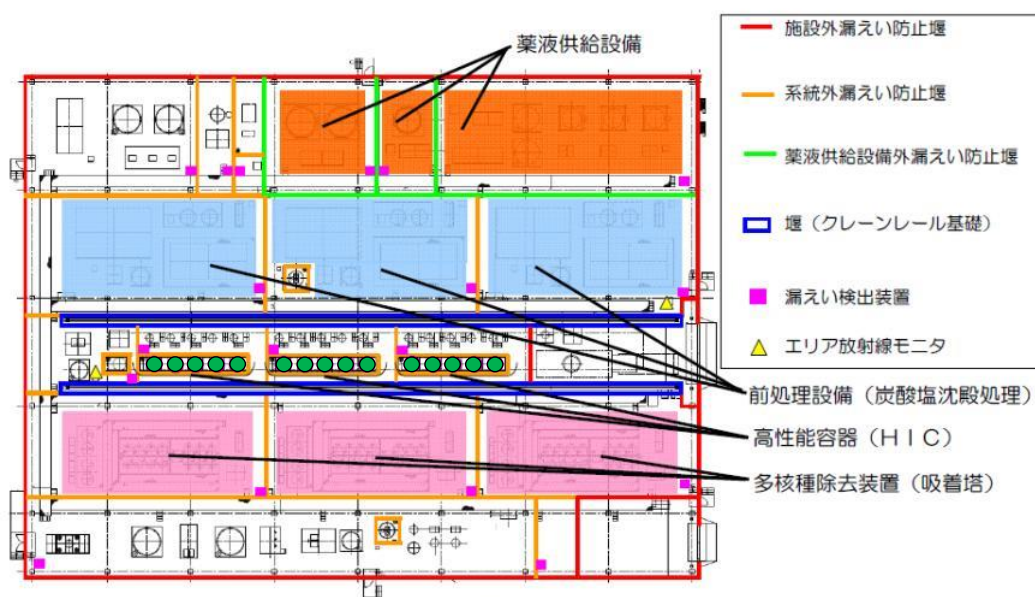 薬液供給設備
施設外漏えい防止堰
系統外漏えい防止堰
薬液供給設備外漏えい防止堰
堰（クレーンレール基礎）
漏えい検出装置
エリア放射線モニタ
前処理設備（炭酸塩沈殿処理）
高性能容器（ＨＩＣ）
多核種除去装置（吸着塔）